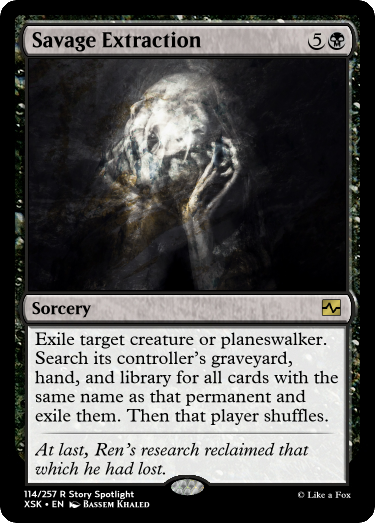 Savage Extraction 5
Sorcery
Exile target creature or planeswalker.
Search its controller's graveyard,
hand, and library for all cards with the
same name as that permanent and
exile them. Then that player shuffles.
At last, Ren's research reclaimed that
which he had lost.
114/257 R Story Spotlight
XSK • EN Bassem Khaled
© Like a Fox